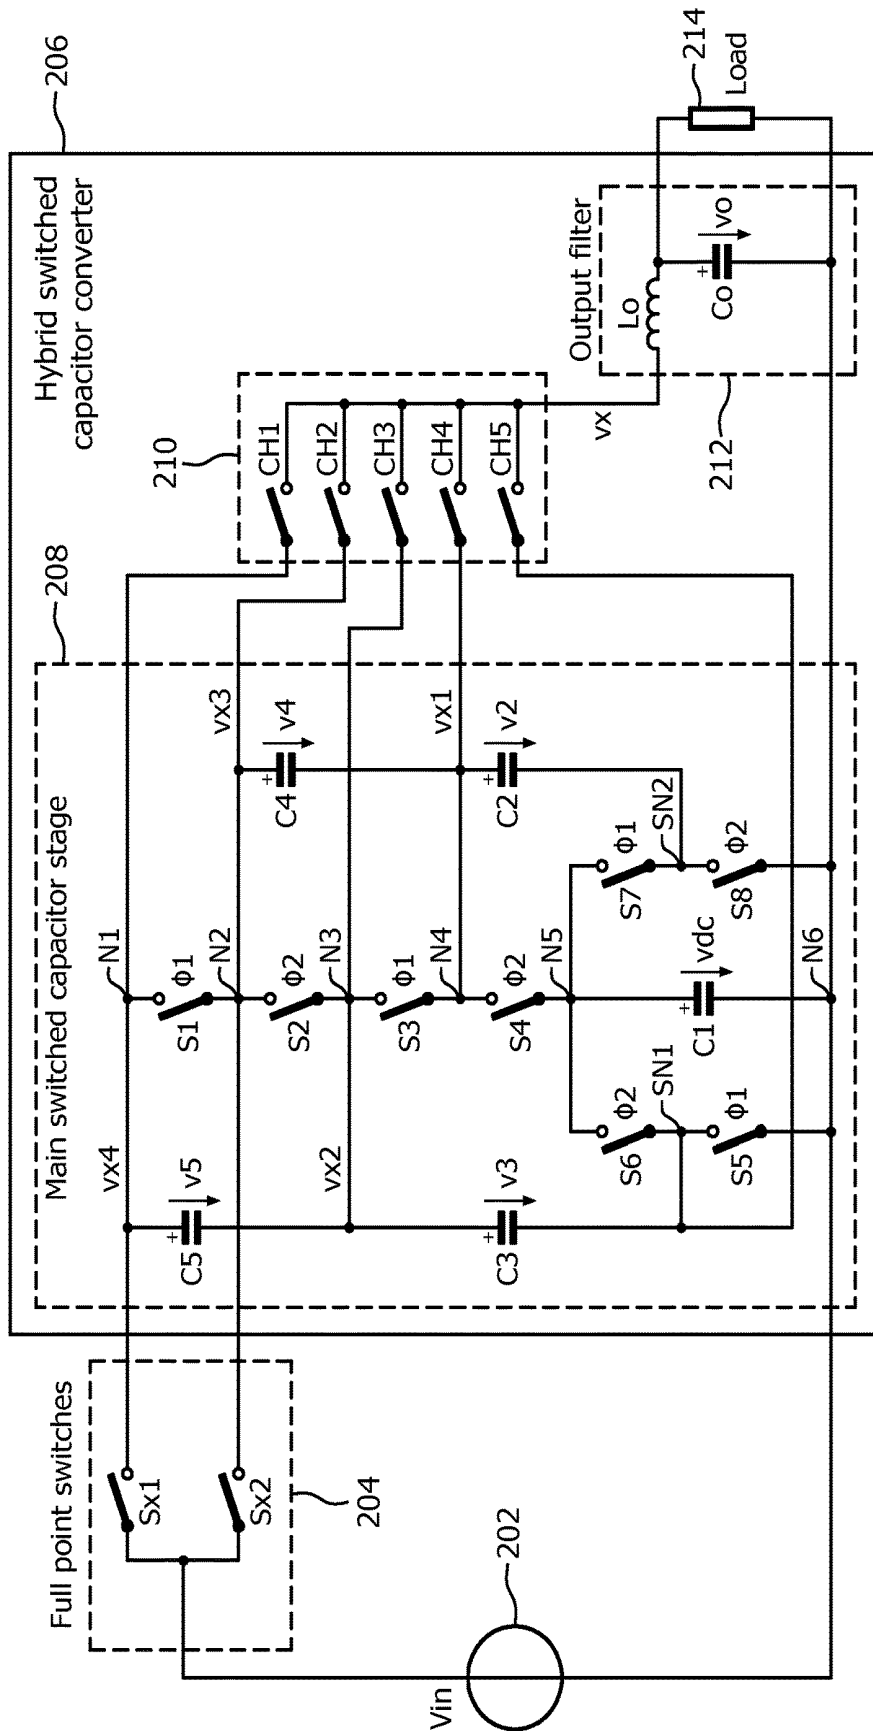 Vin
202
Full point switches
Sx1
Sx2
204
206
Hybrid switched
capacitor converter
208
Main switched capacitor stage
vx4
N1
C5
+
v5
S1
ϕ1
N2
vx3
S2
ϕ2
C4
+
v4
vx2
N3
S3
ϕ1
N4
vx1
C3
+
v3
S4
ϕ2
C2
+
v2
N5
S6
ϕ2
SN1
S7
ϕ1
SN2
S5
ϕ1
C1
+
vdc
S8
ϕ2
N6
210
CH1
CH2
CH3
CH4
CH5
vx
Output filter
Lo
Co
+
vo
212
214
Load